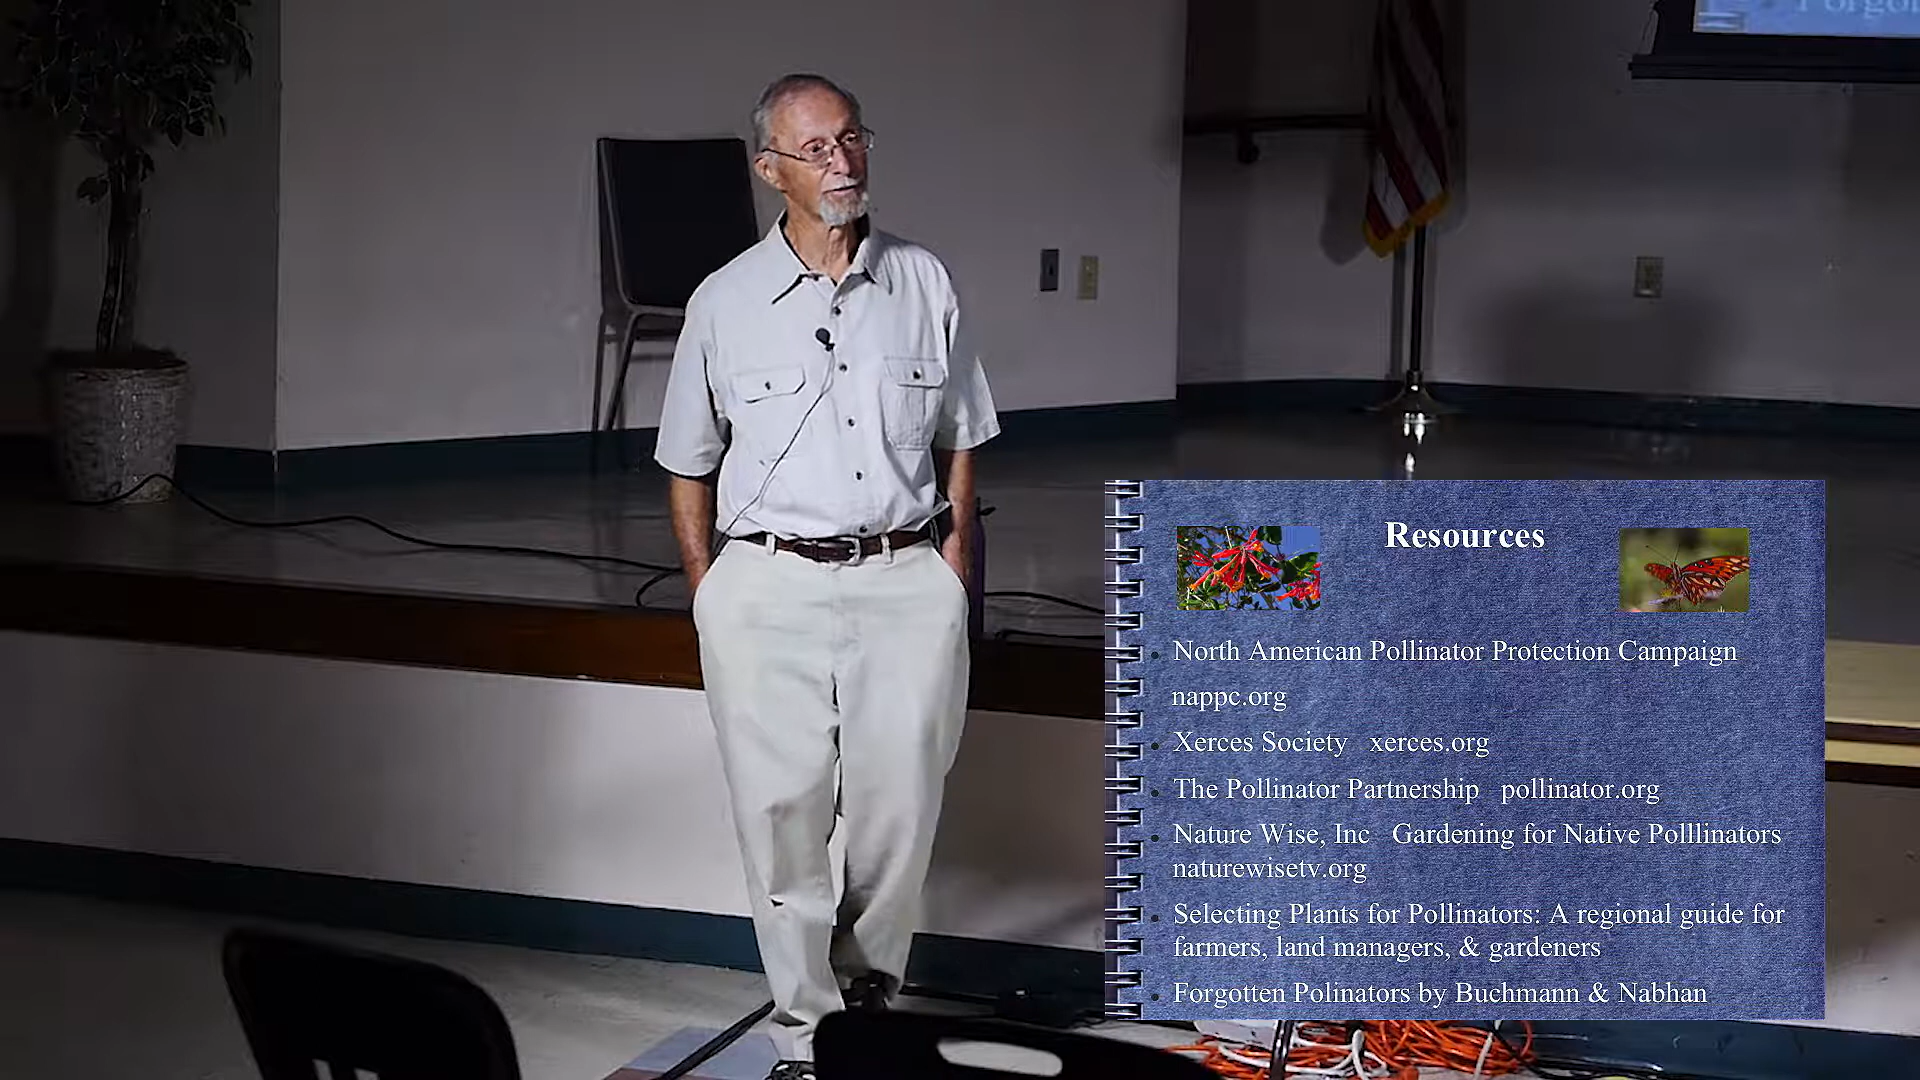 Resources
North American Pollinator Protection Campaign
nappc.org
Xerces Society xerces.org
The Pollinator Partnership pollinator.org
Nature Wise, Inc Gardening for Native Polllinators
naturewisetv.org
Selecting Plants for Pollinators: A regional guide for
farmers, land managers, & gardeners
Forgotten Polinators by Buchmann & Nabhan